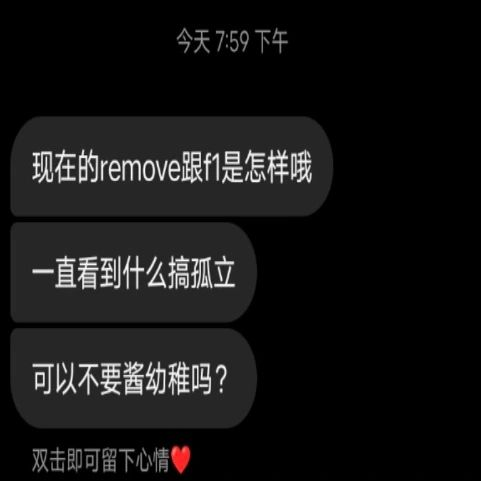 今天 7:59 下午
现在的remove跟f1是怎样哦
一直看到什么搞孤立
可以不要酱幼稚吗？
双击即可留下心情❤️